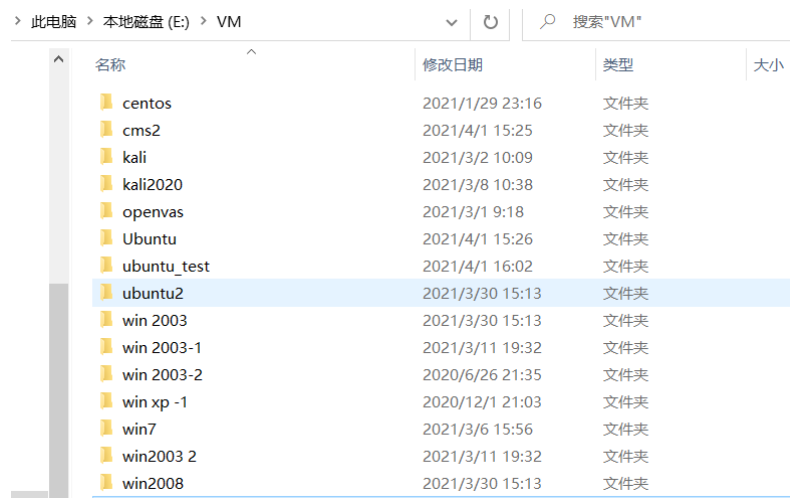 此电脑 > 本地磁盘 (E:) > VM 搜索"VM"
名称 修改日期 类型 大小
centos 2021/1/29 23:16 文件夹
cms2 2021/4/1 15:25 文件夹
kali 2021/3/2 10:09 文件夹
kali2020 2021/3/8 10:38 文件夹
openvas 2021/3/1 9:18 文件夹
Ubuntu 2021/4/1 15:26 文件夹
ubuntu_test 2021/4/1 16:02 文件夹
ubuntu2 2021/3/30 15:13 文件夹
win 2003 2021/3/30 15:13 文件夹
win 2003-1 2021/3/11 19:32 文件夹
win 2003-2 2020/6/26 21:35 文件夹
win xp -1 2020/12/1 21:03 文件夹
win7 2021/3/6 15:56 文件夹
win2003 2 2021/3/11 19:32 文件夹
win2008 2021/3/30 15:13 文件夹